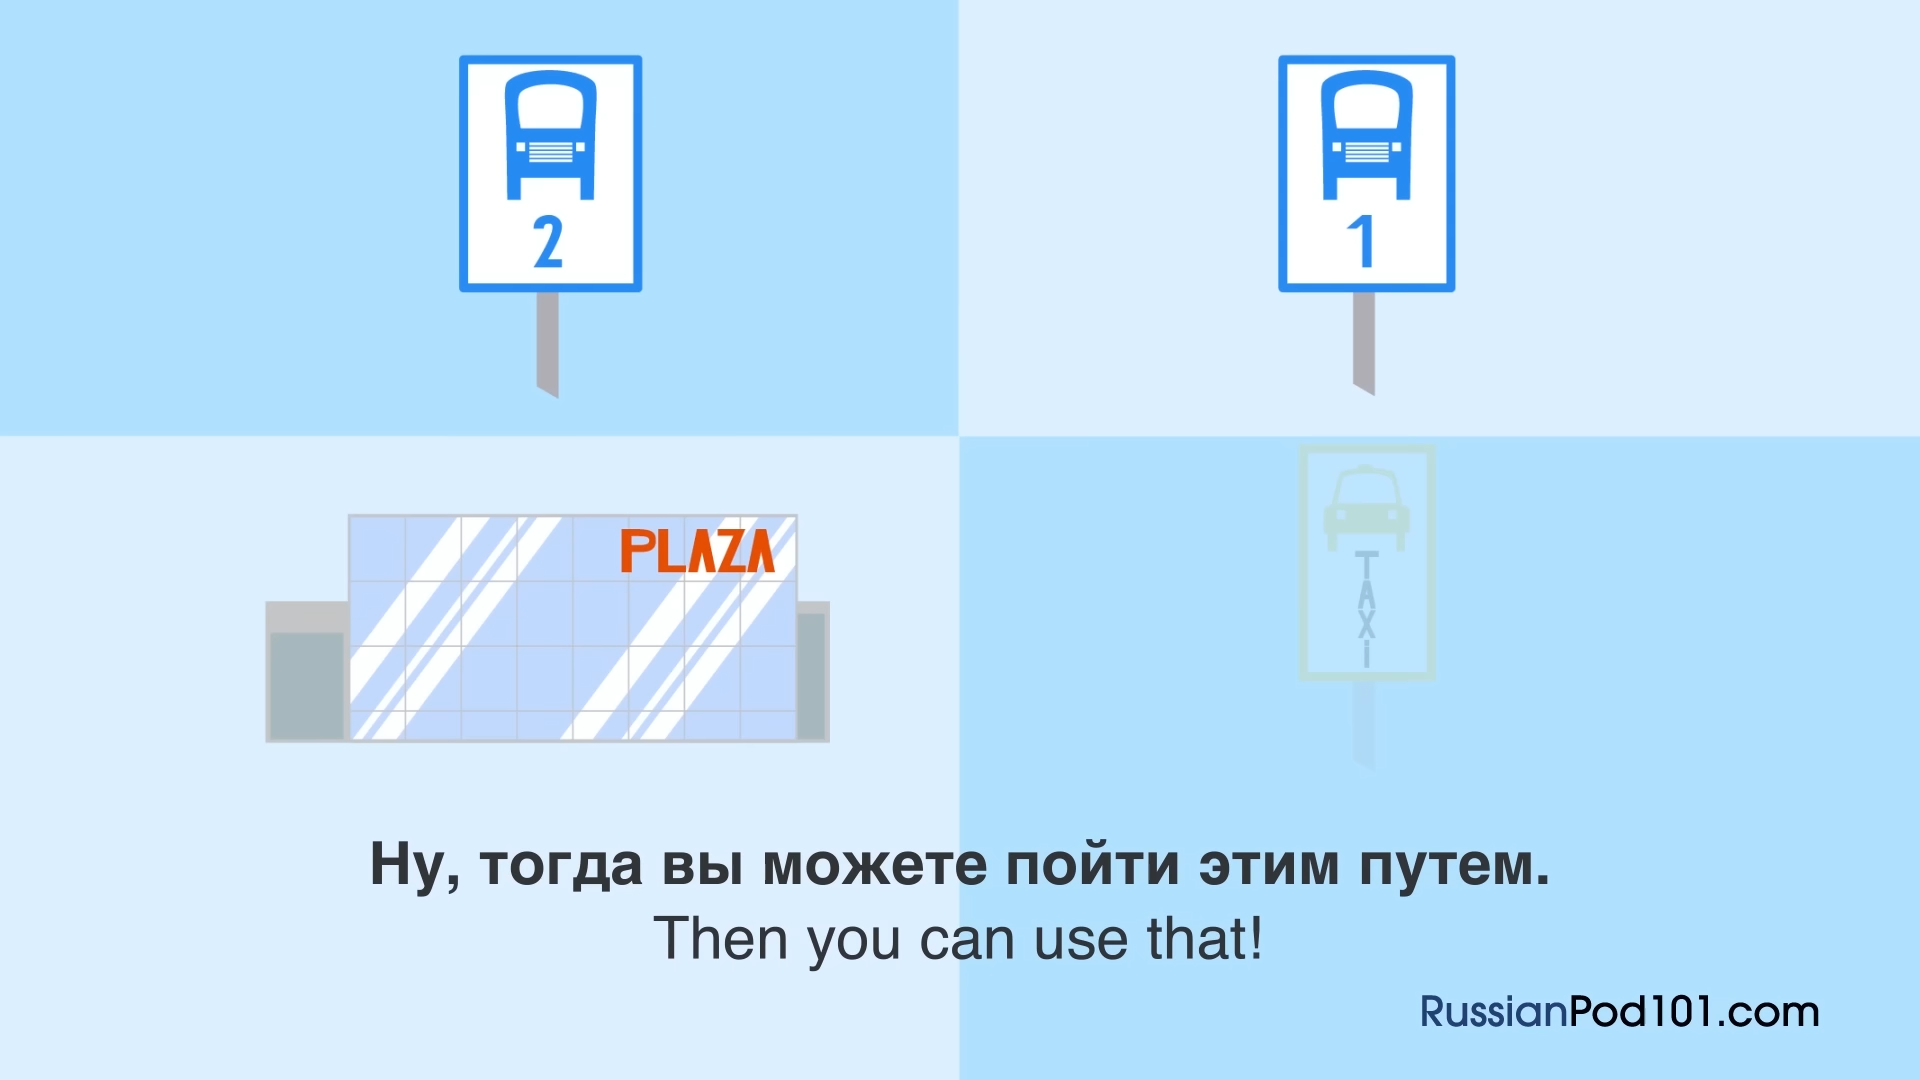 2
1
PLAZA
TAXi
Ну, тогда вы можете пойти этим путем.
Then you can use that!
RussianPod101.com